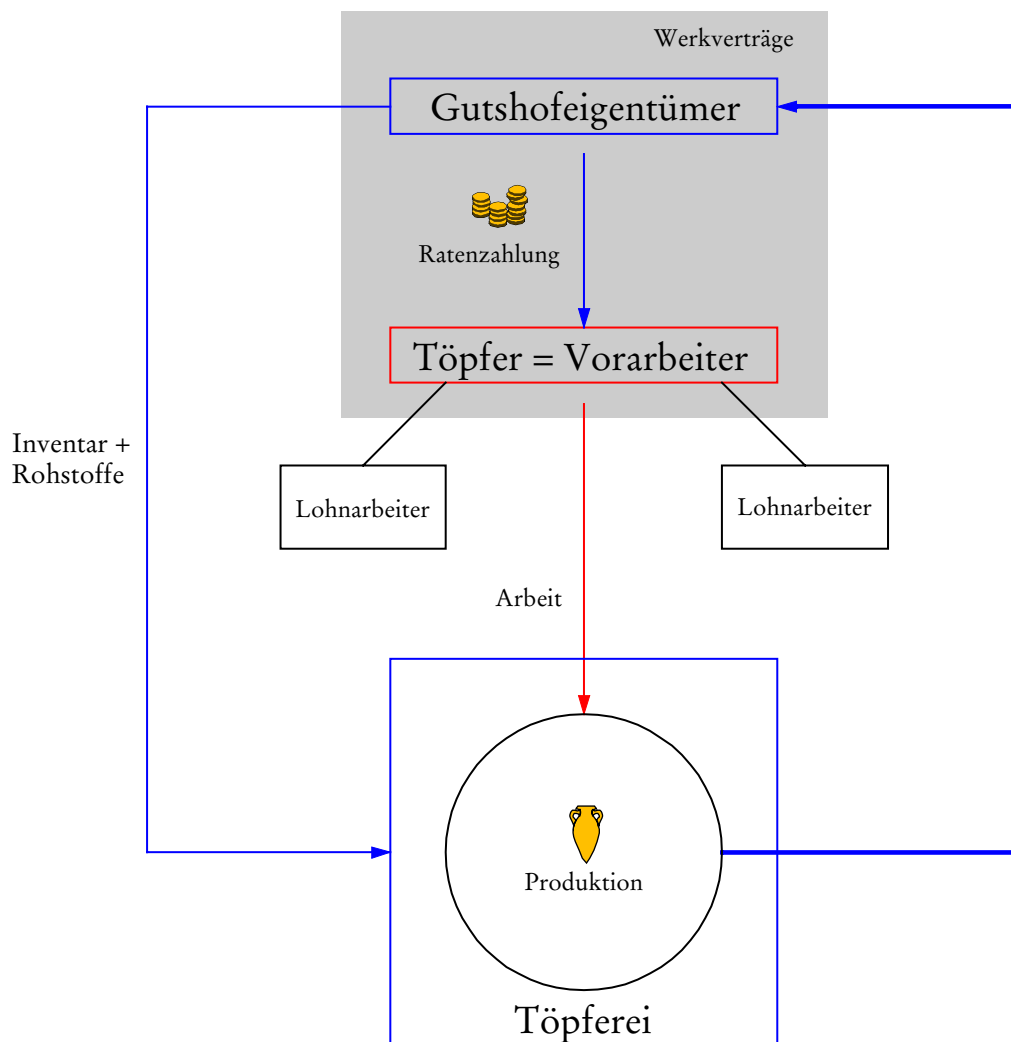 Werkverträge
Gutshofeigentümer
Ratenzahlung
Töpfer = Vorarbeiter
Inventar +
Rohstoffe
Lohnarbeiter
Lohnarbeiter
Arbeit
Produktion
Töpferei